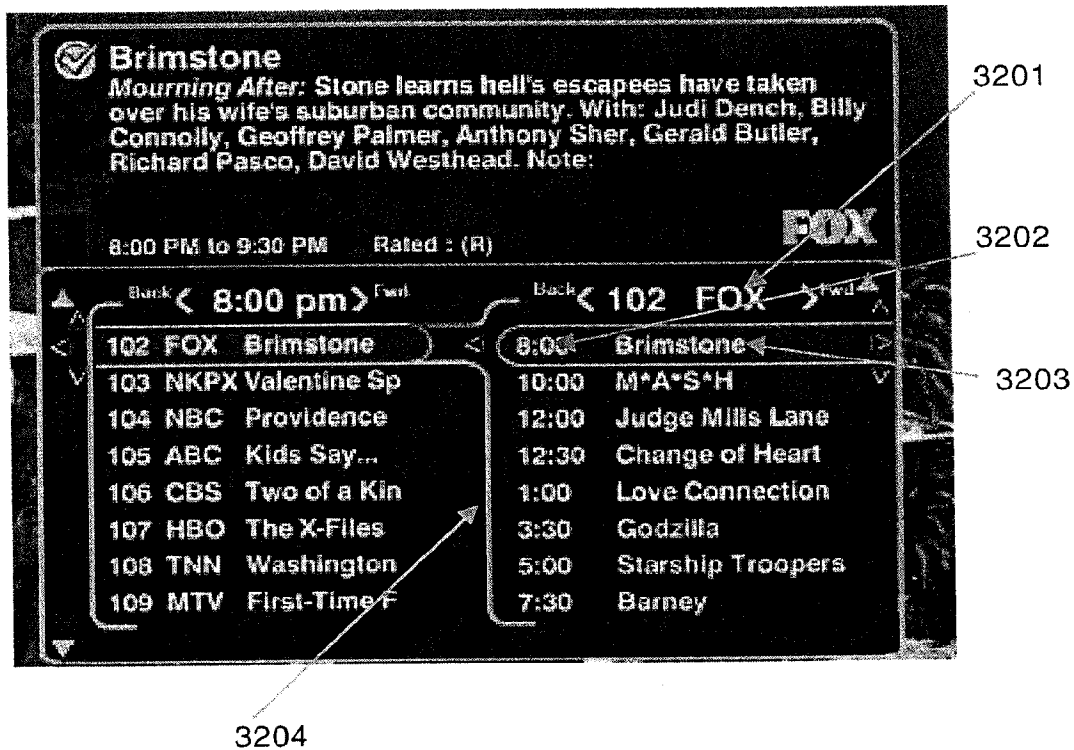 Brimstone
Mourning After: Stone learns hell's escapees have taken
over his wife's suburban community. With: Judi Dench, Billy
Connolly, Geoffrey Palmer, Anthony Sher, Gerald Butler,
Richard Pasco, David Westhead. Note:
FOX
8:00 PM to 9:30 PM Rated : (R)
Back < 8:00 pm > Fwd
Back < 102 FOX > Fwd
102 FOX Brimstone
8:00 Brimstone
103 NKPX Valentine Sp
10:00 M*A*S*H
104 NBC Providence
12:00 Judge Mills Lane
105 ABC Kids Say...
12:30 Change of Heart
106 CBS Two of a Kin
1:00 Love Connection
107 HBO The X-Files
3:30 Godzilla
108 TNN Washington
5:00 Starship Troopers
109 MTV First-Time F
7:30 Barney
3201
3202
3203
3204